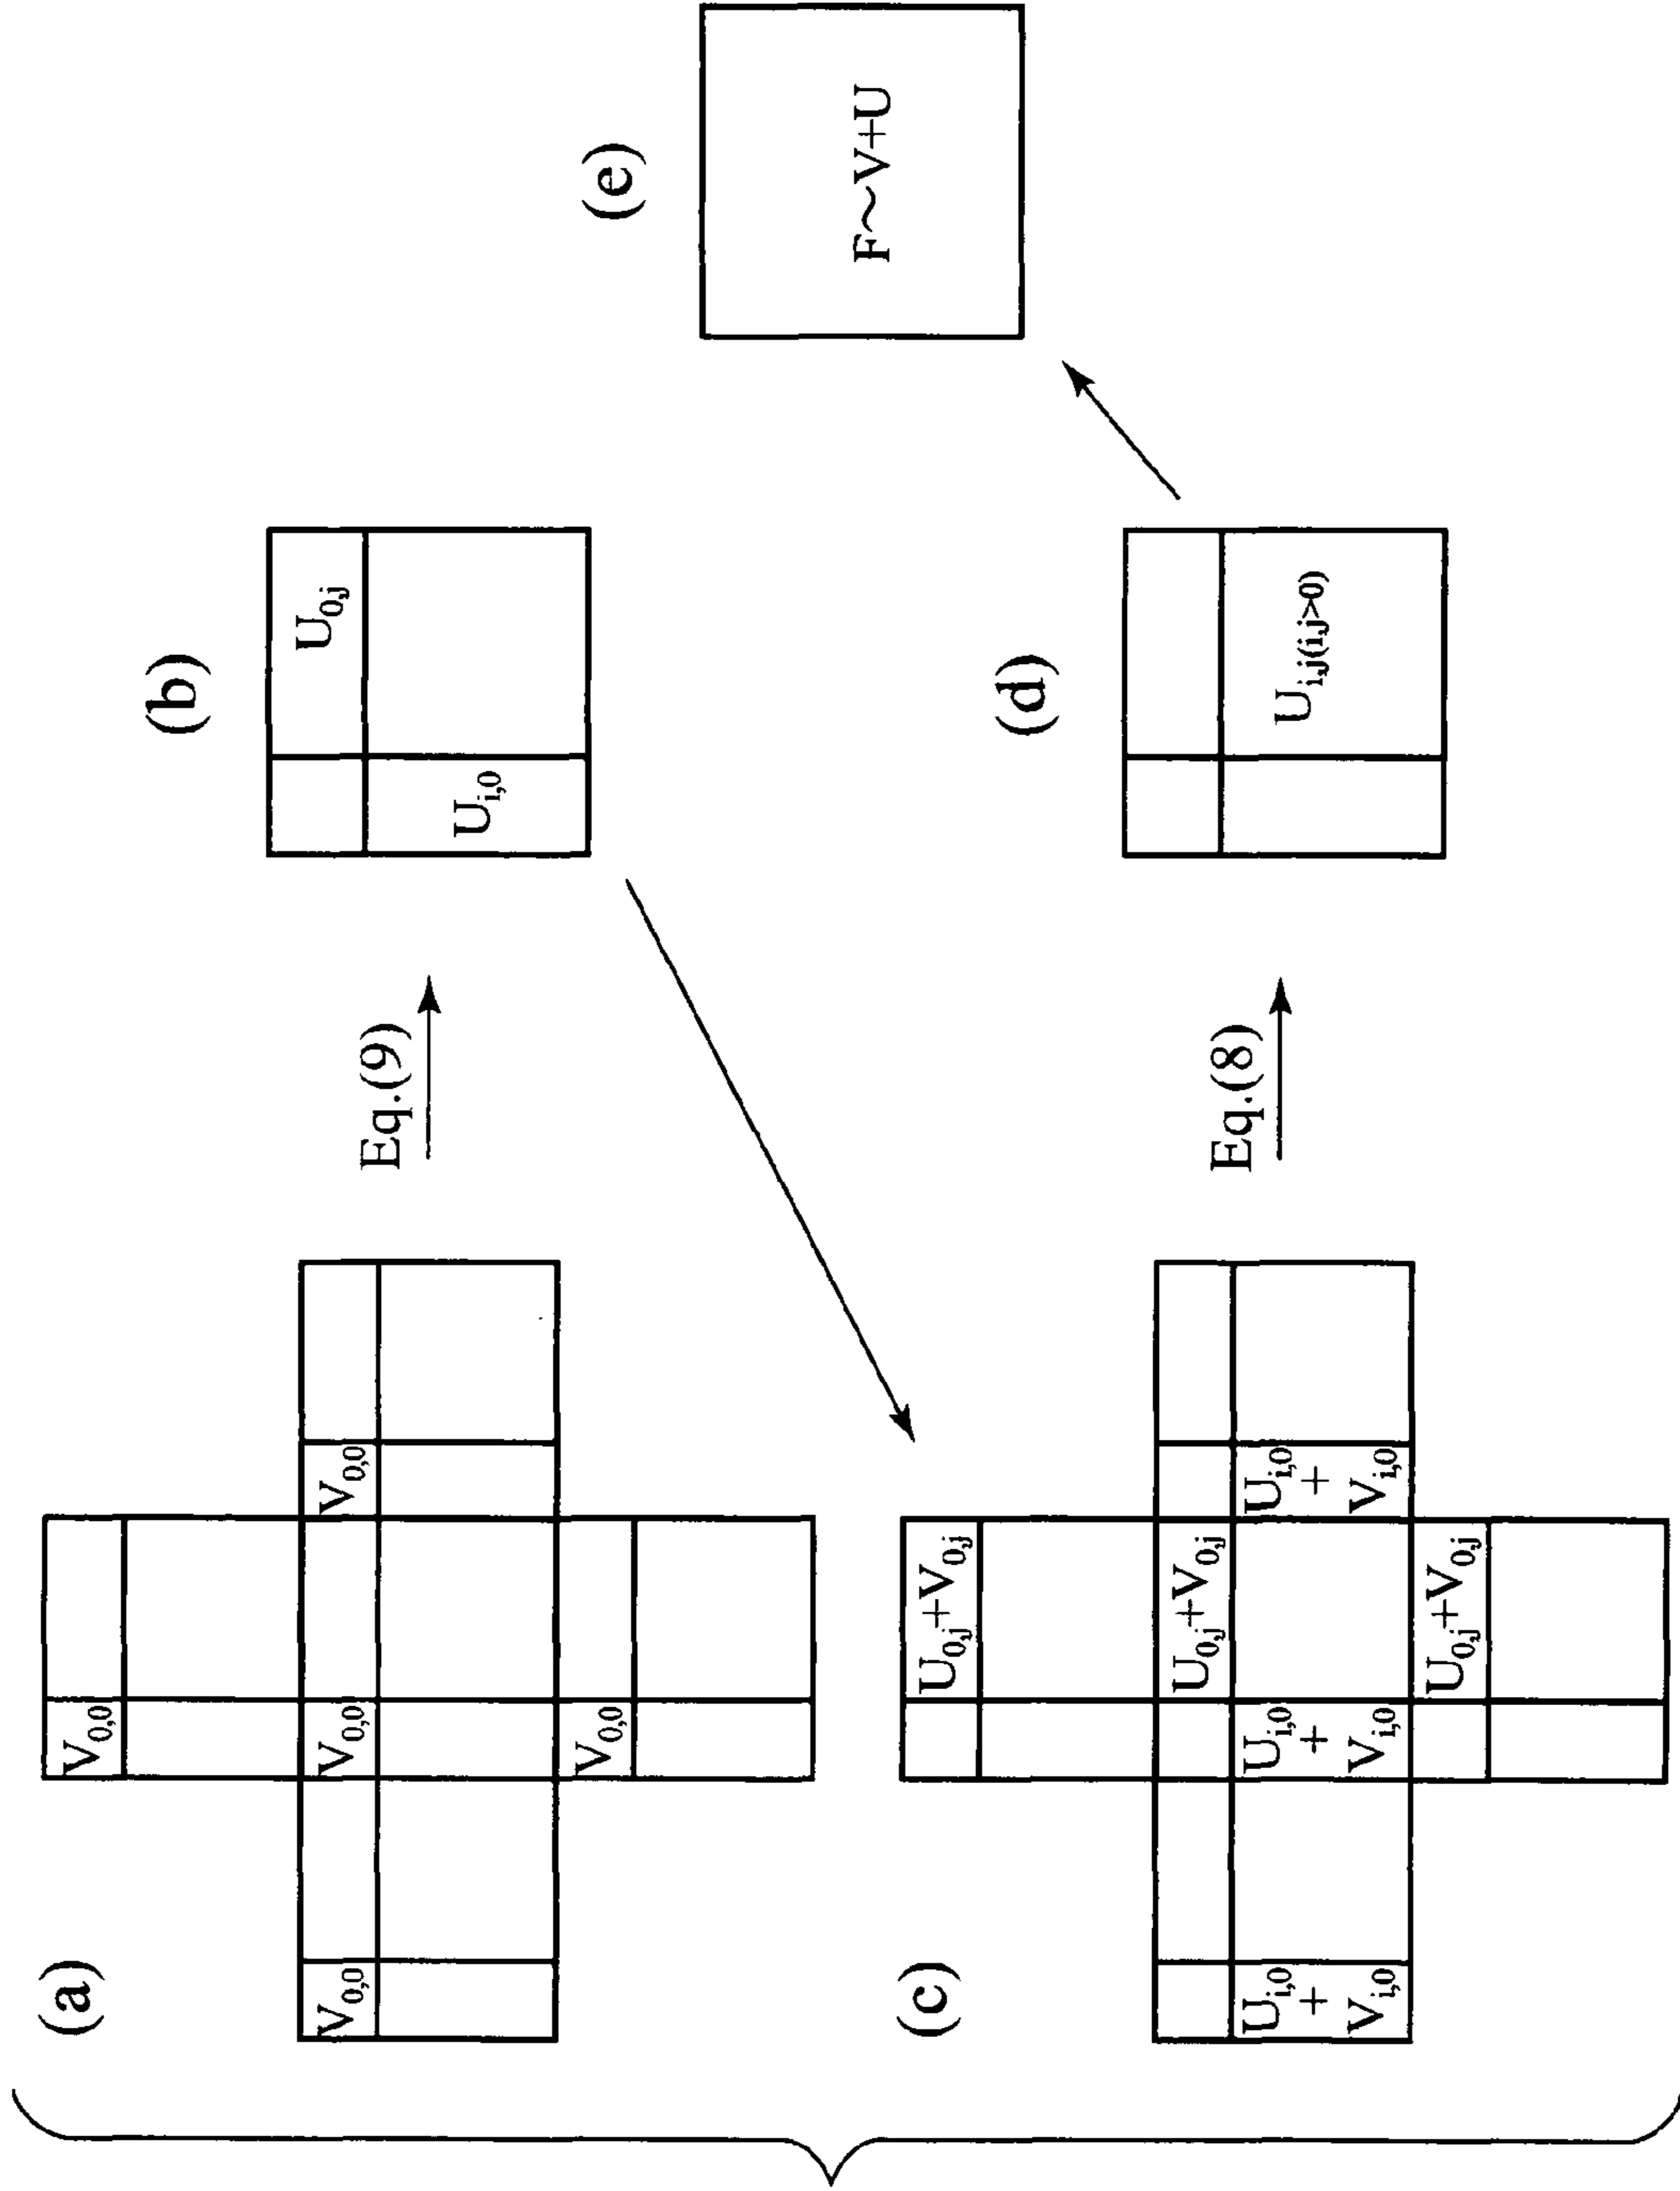 (a)
V0,0
V0,0
V0,0
V0,0
V0,0
Eq.(9)
(b)
U0,j
Ui,0
(c)
U0,j+V0,j
U0,j+V0,j
Ui,0
+
Vi,0
Ui,0
+
Vi,0
Ui,0
+
Vi,0
U0,j+V0,j
Eq.(8)
(d)
Ui,j(i,j>0)
(e)
F~V+U